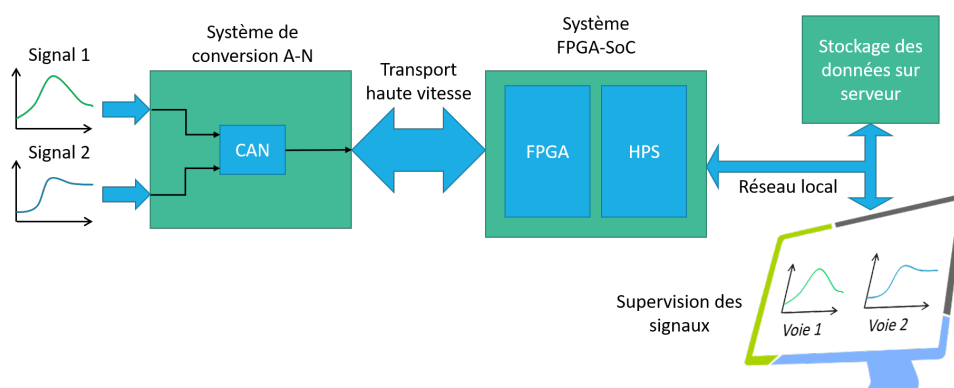 Signal 1
Signal 2
Système de
conversion A-N
CAN
Transport
haute vitesse
Système
FPGA-SoC
FPGA
HPS
Stockage des
données sur
serveur
Réseau local
Supervision des
signaux
Voie 1
Voie 2